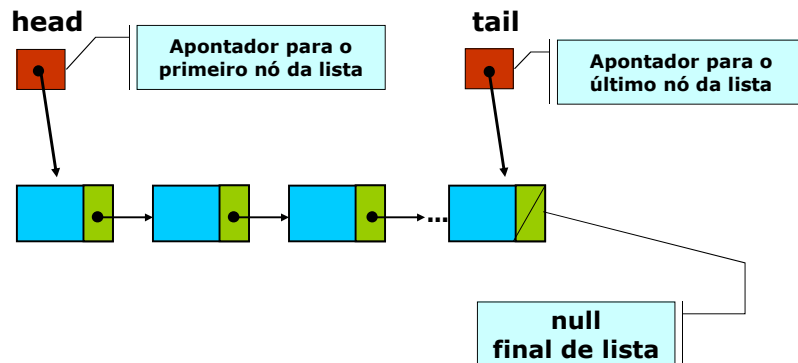 head
Apontador para o
primeiro nó da lista
tail
Apontador para o
último nó da lista
...
null
final de lista